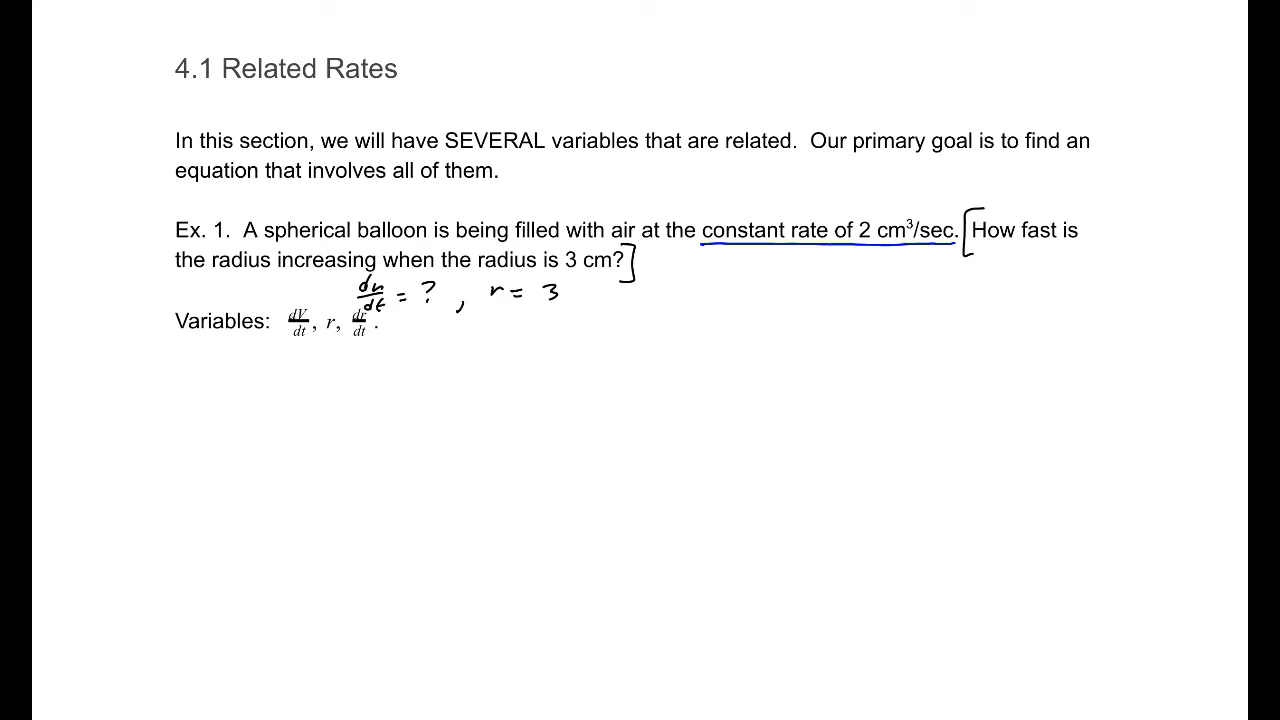 4.1 Related Rates
In this section, we will have SEVERAL variables that are related. Our primary goal is to find an
equation that involves all of them.
Ex. 1. A spherical balloon is being filled with air at the constant rate of 2 cm³/sec. [How fast is
the radius increasing when the radius is 3 cm?]
dr/dt = ? , r = 3
Variables: dV/dt, r, dr/dt.